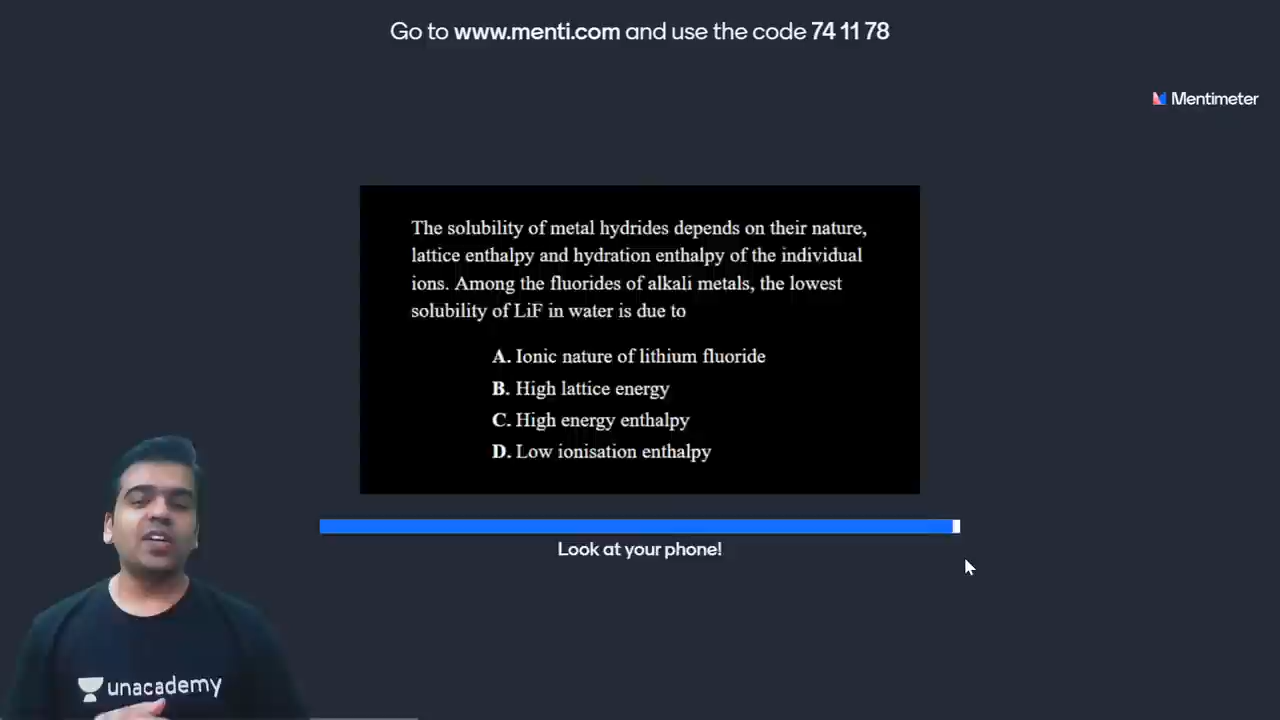 Go to www.menti.com and use the code 74 11 78
Mentimeter
The solubility of metal hydrides depends on their nature,
lattice enthalpy and hydration enthalpy of the individual
ions. Among the fluorides of alkali metals, the lowest
solubility of LiF in water is due to
A. Ionic nature of lithium fluoride
B. High lattice energy
C. High energy enthalpy
D. Low ionisation enthalpy
Look at your phone!
unacademy